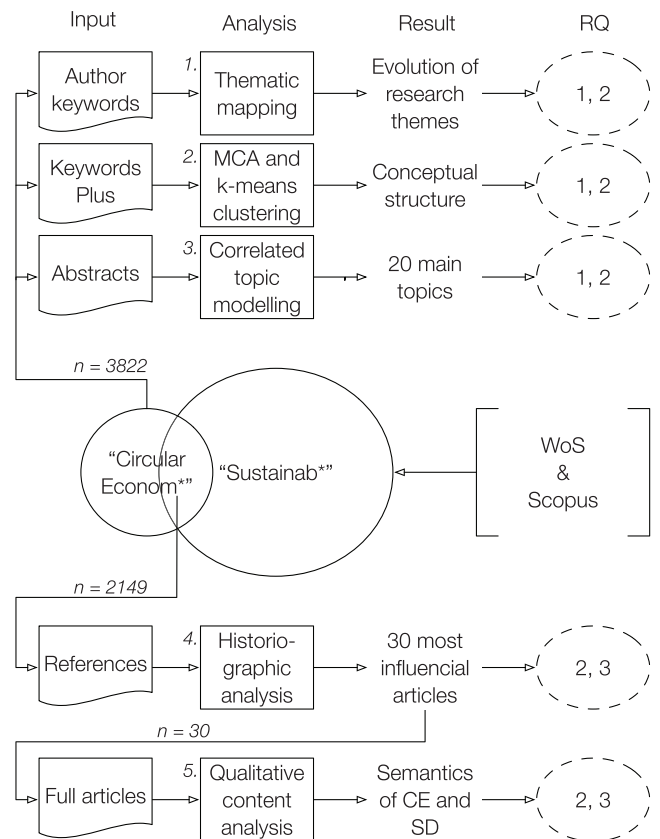 Input Analysis Result RQ
Author
keywords
1.
Thematic
mapping
Evolution of
research
themes
1, 2
Keywords
Plus
2.
MCA and
k-means
clustering
Conceptual
structure
1, 2
Abstracts
3.
Correlated
topic
modelling
20 main
topics
1, 2
n = 3822
“Circular
Econom*”
“Sustainab*”
WoS
&
Scopus
n = 2149
References
4.
Historio-
graphic
analysis
30 most
influencial
articles
2, 3
n = 30
Full articles
5.
Qualitative
content
analysis
Semantics
of CE and
SD
2, 3